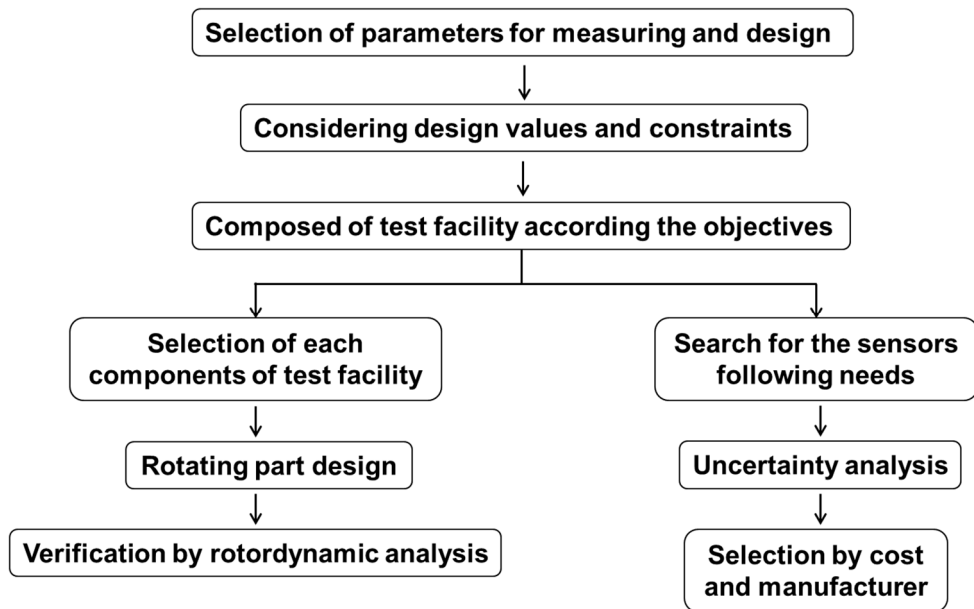 Selection of parameters for measuring and design
Considering design values and constraints
Composed of test facility according the objectives
Selection of each
components of test facility
Rotating part design
Verification by rotordynamic analysis
Search for the sensors
following needs
Uncertainty analysis
Selection by cost
and manufacturer